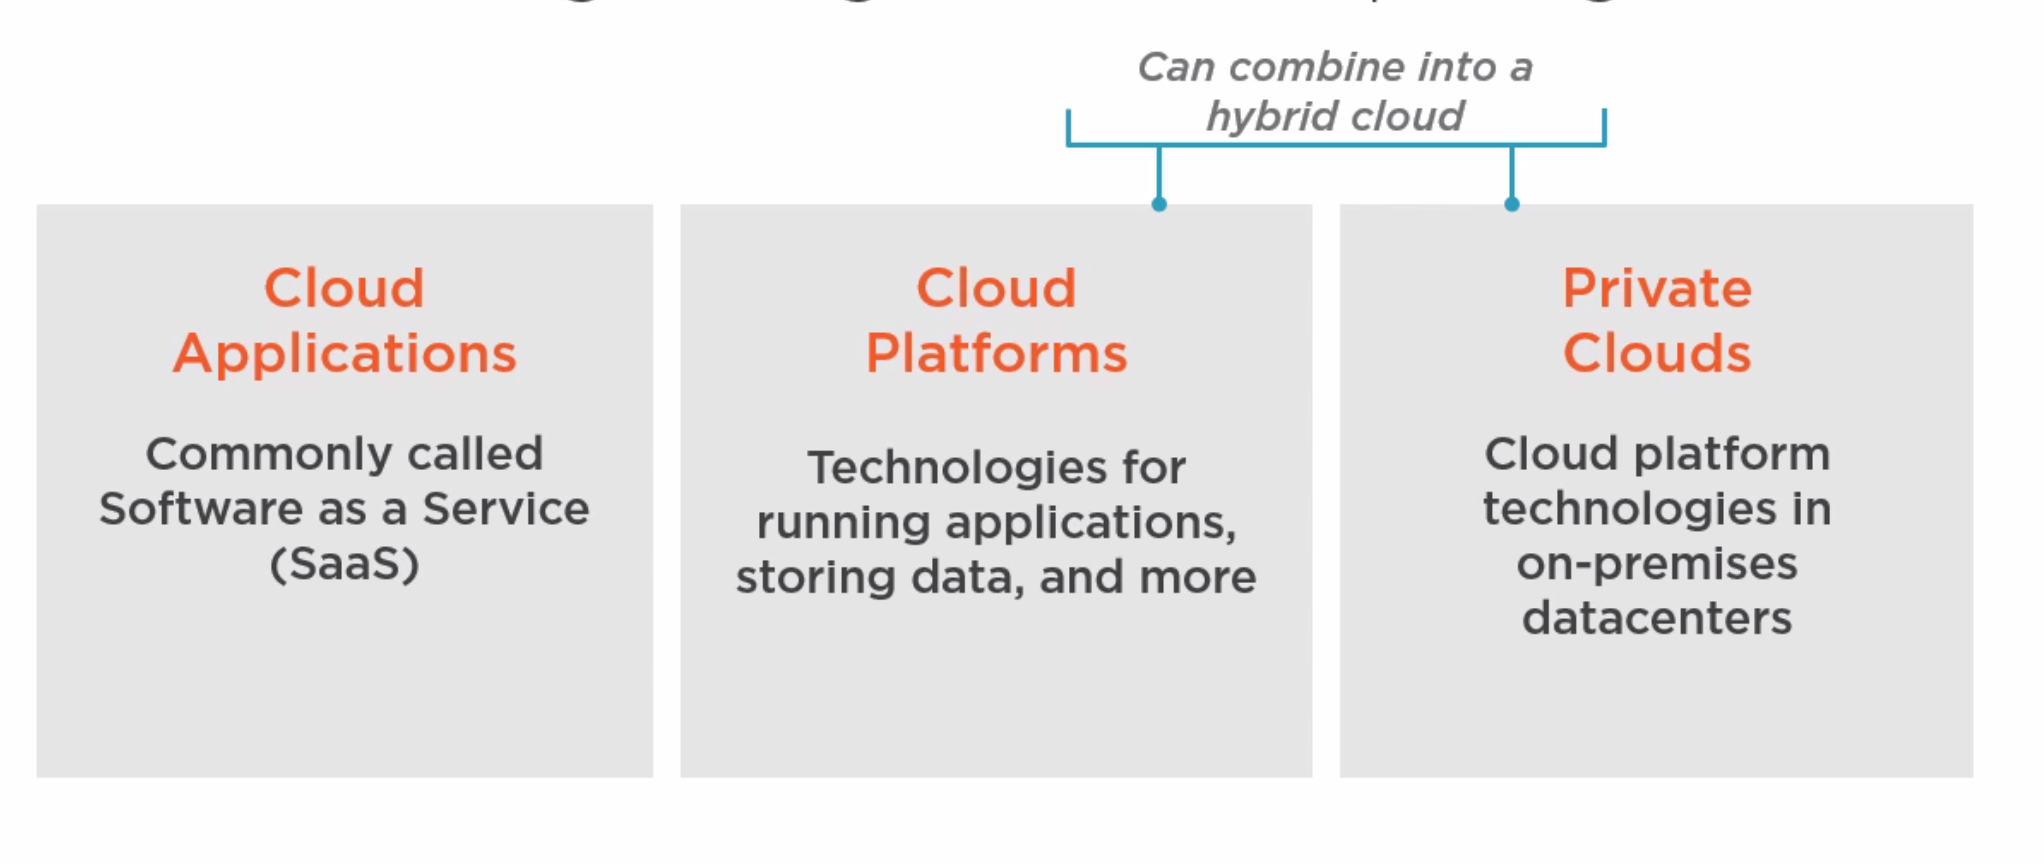 Can combine into a
hybrid cloud
Cloud
Applications
Commonly called
Software as a Service
(SaaS)
Cloud
Platforms
Technologies for
running applications,
storing data, and more
Private
Clouds
Cloud platform
technologies in
on-premises
datacenters